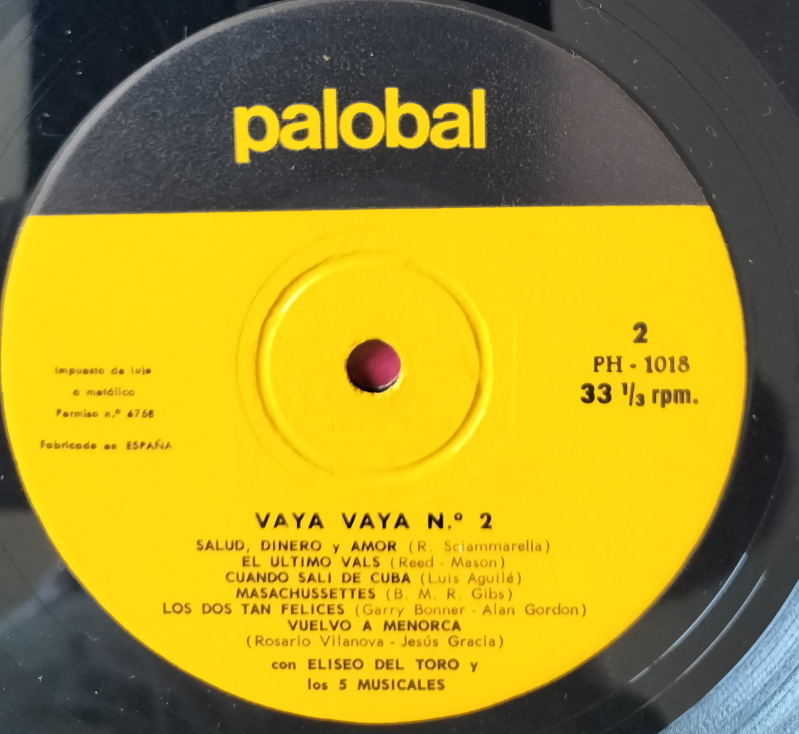 palobal
Impuesto de lujo
a metálico
Permiso n.º 6758
Fabricado en ESPAÑA
2
PH - 1018
33 1/3 rpm.
VAYA VAYA N.º 2
SALUD, DINERO y AMOR (R. Sciammarella)
EL ULTIMO VALS (Reed - Mason)
CUANDO SALI DE CUBA (Luis Aguilé)
MASACHUSSETTES (B. M. R. Gibs)
LOS DOS TAN FELICES (Garry Bonner - Alan Gordon)
VUELVO A MENORCA
(Rosario Vilanova - Jesús Gracia)
con ELISEO DEL TORO y
los 5 MUSICALES